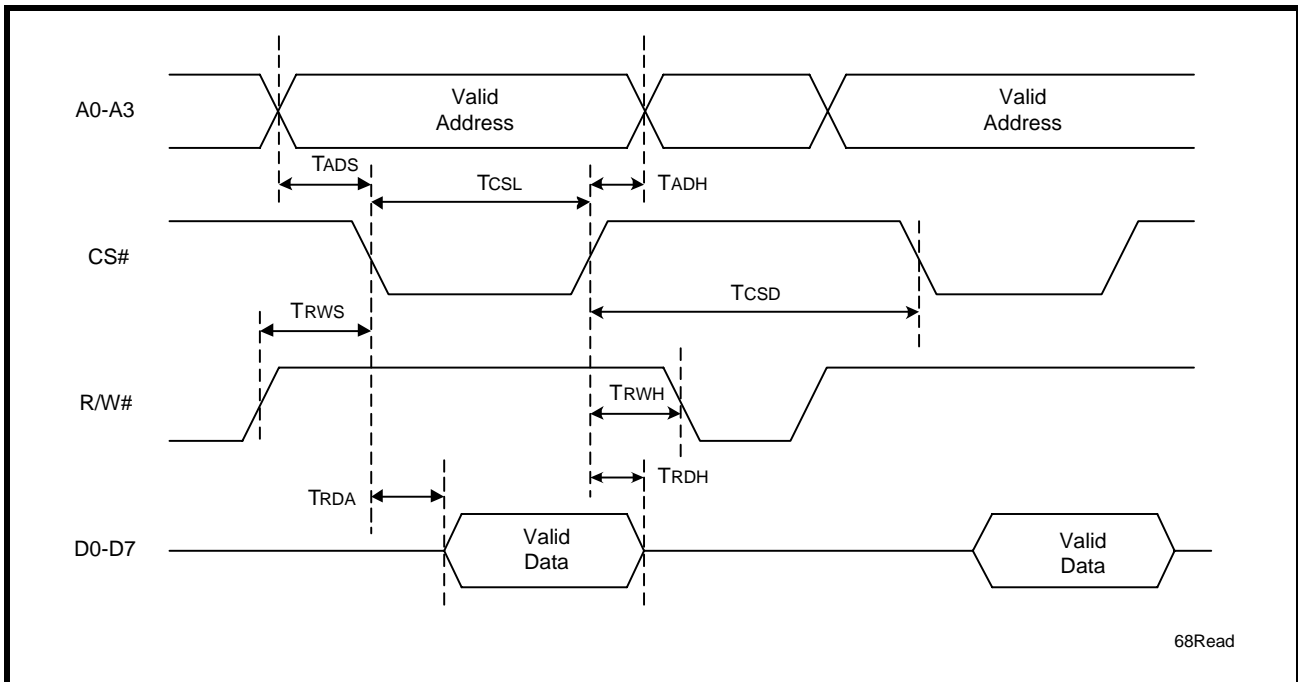 A0-A3
Valid
Address
Valid
Address
TADS
TCSL
TADH
CS#
TCSD
TRWS
R/W#
TRWH
TRDA
TRDH
D0-D7
Valid
Data
Valid
Data
68Read